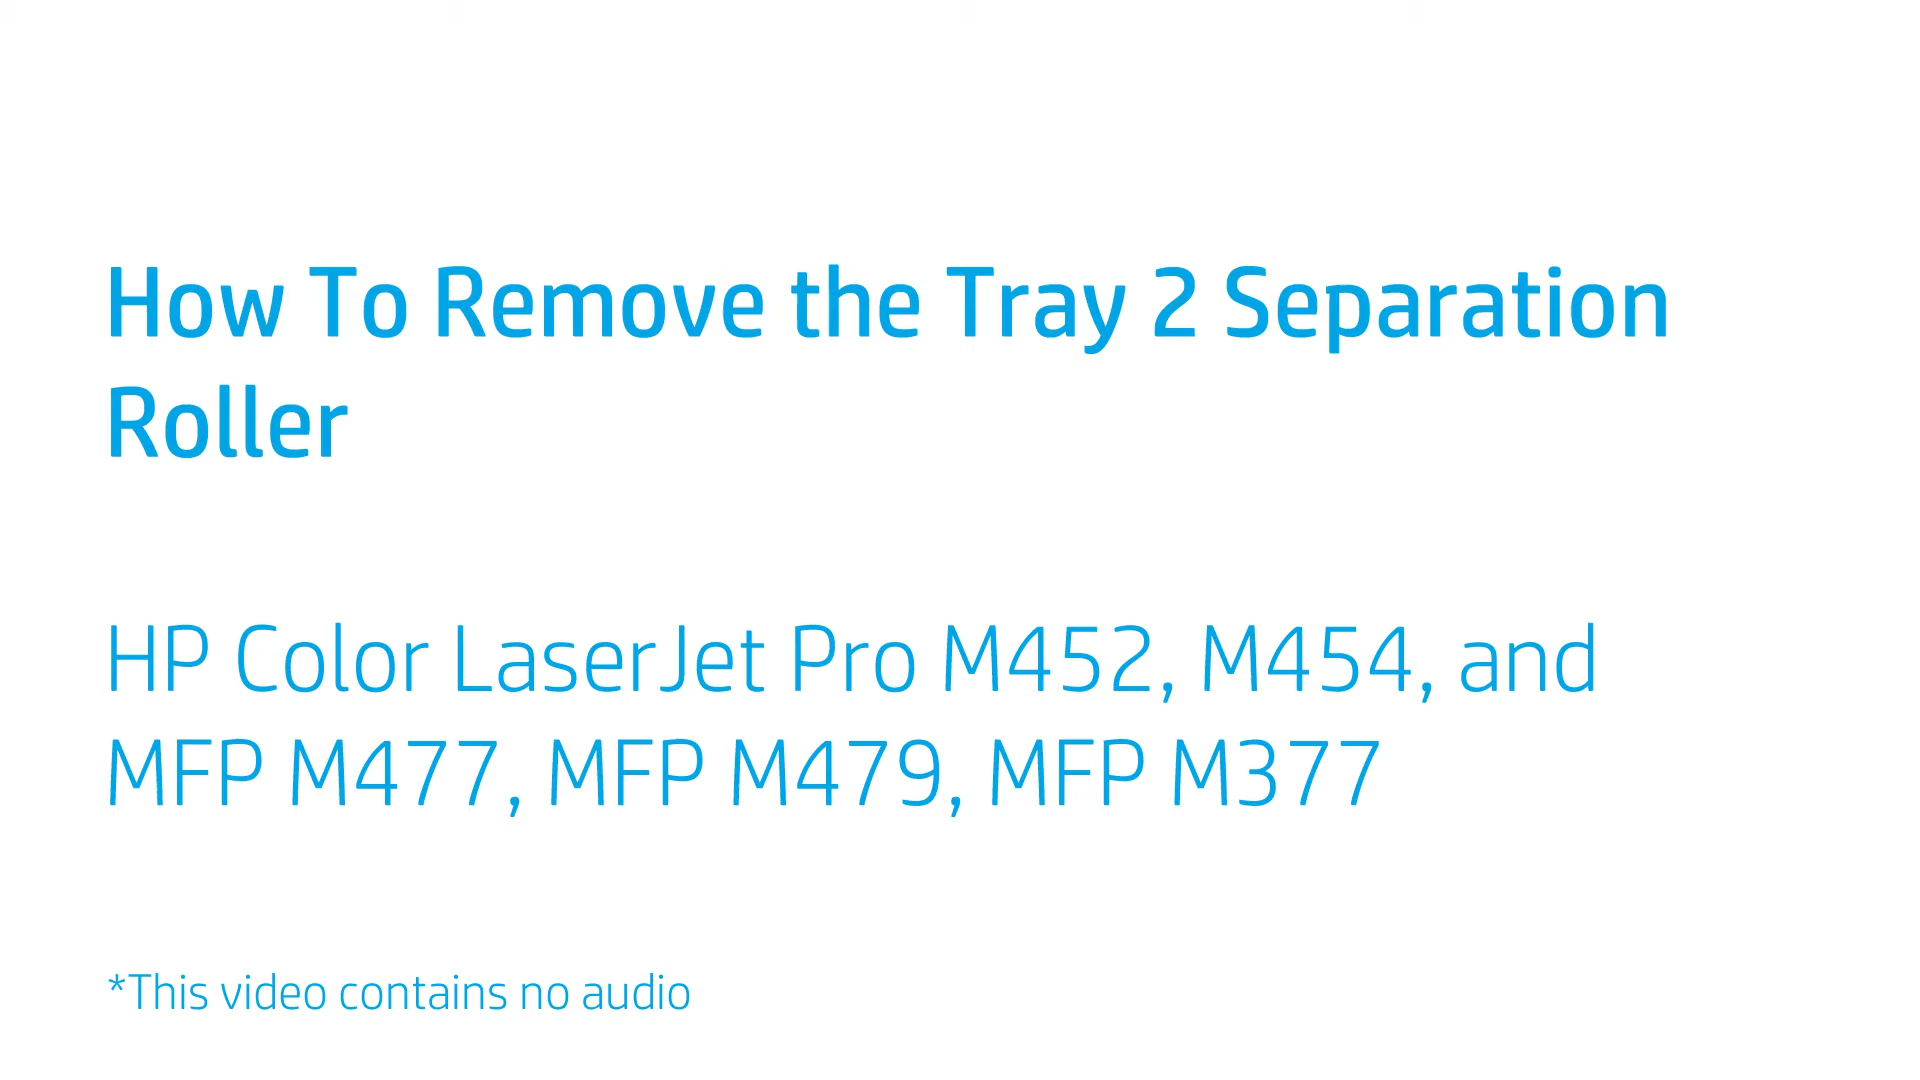 How To Remove the Tray 2 Separation
Roller
HP Color LaserJet Pro M452, M454, and
MFP M477, MFP M479, MFP M377
*This video contains no audio